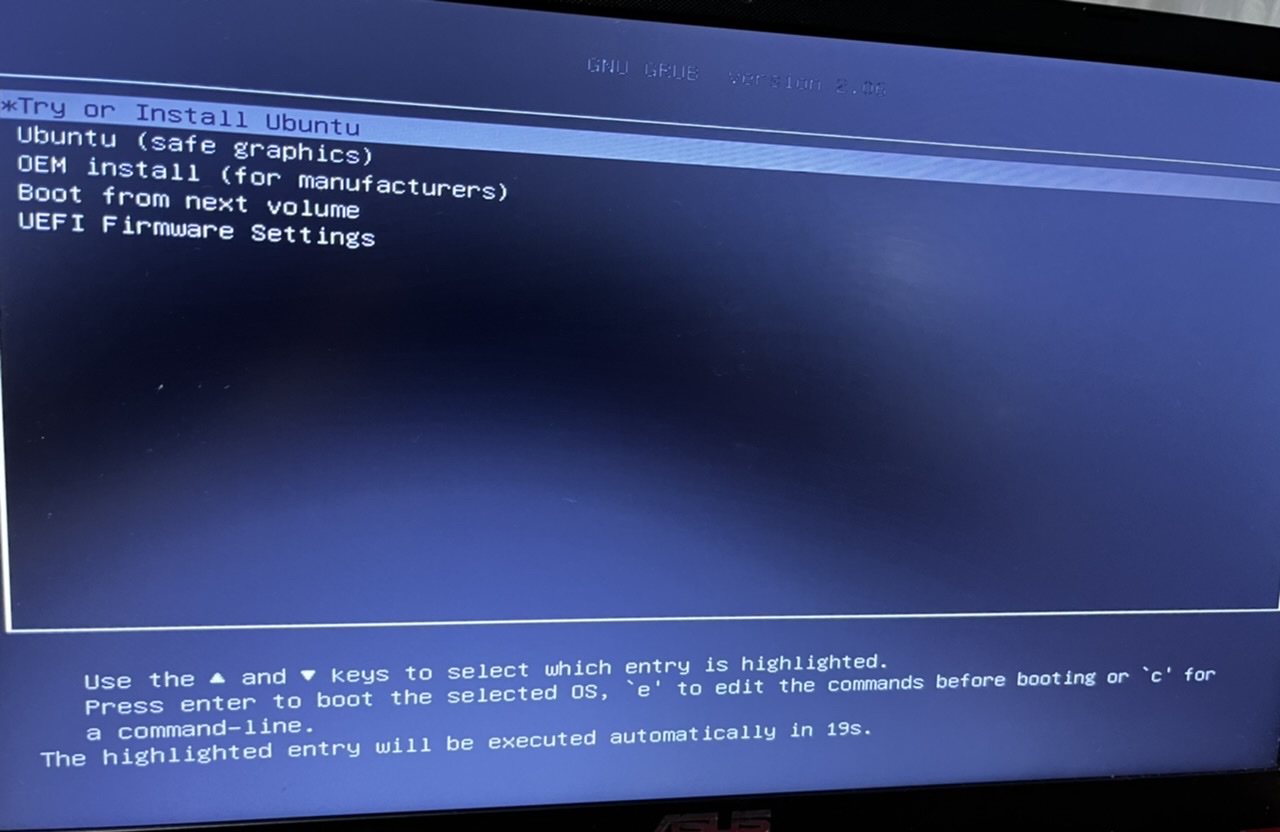 GNU GRUB version 2.06
*Try or Install Ubuntu
Ubuntu (safe graphics)
OEM install (for manufacturers)
Boot from next volume
UEFI Firmware Settings
Use the ▲ and ▼ keys to select which entry is highlighted.
Press enter to boot the selected OS, `e' to edit the commands before booting or `c' for
a command-line.
The highlighted entry will be executed automatically in 19s.
ASUS